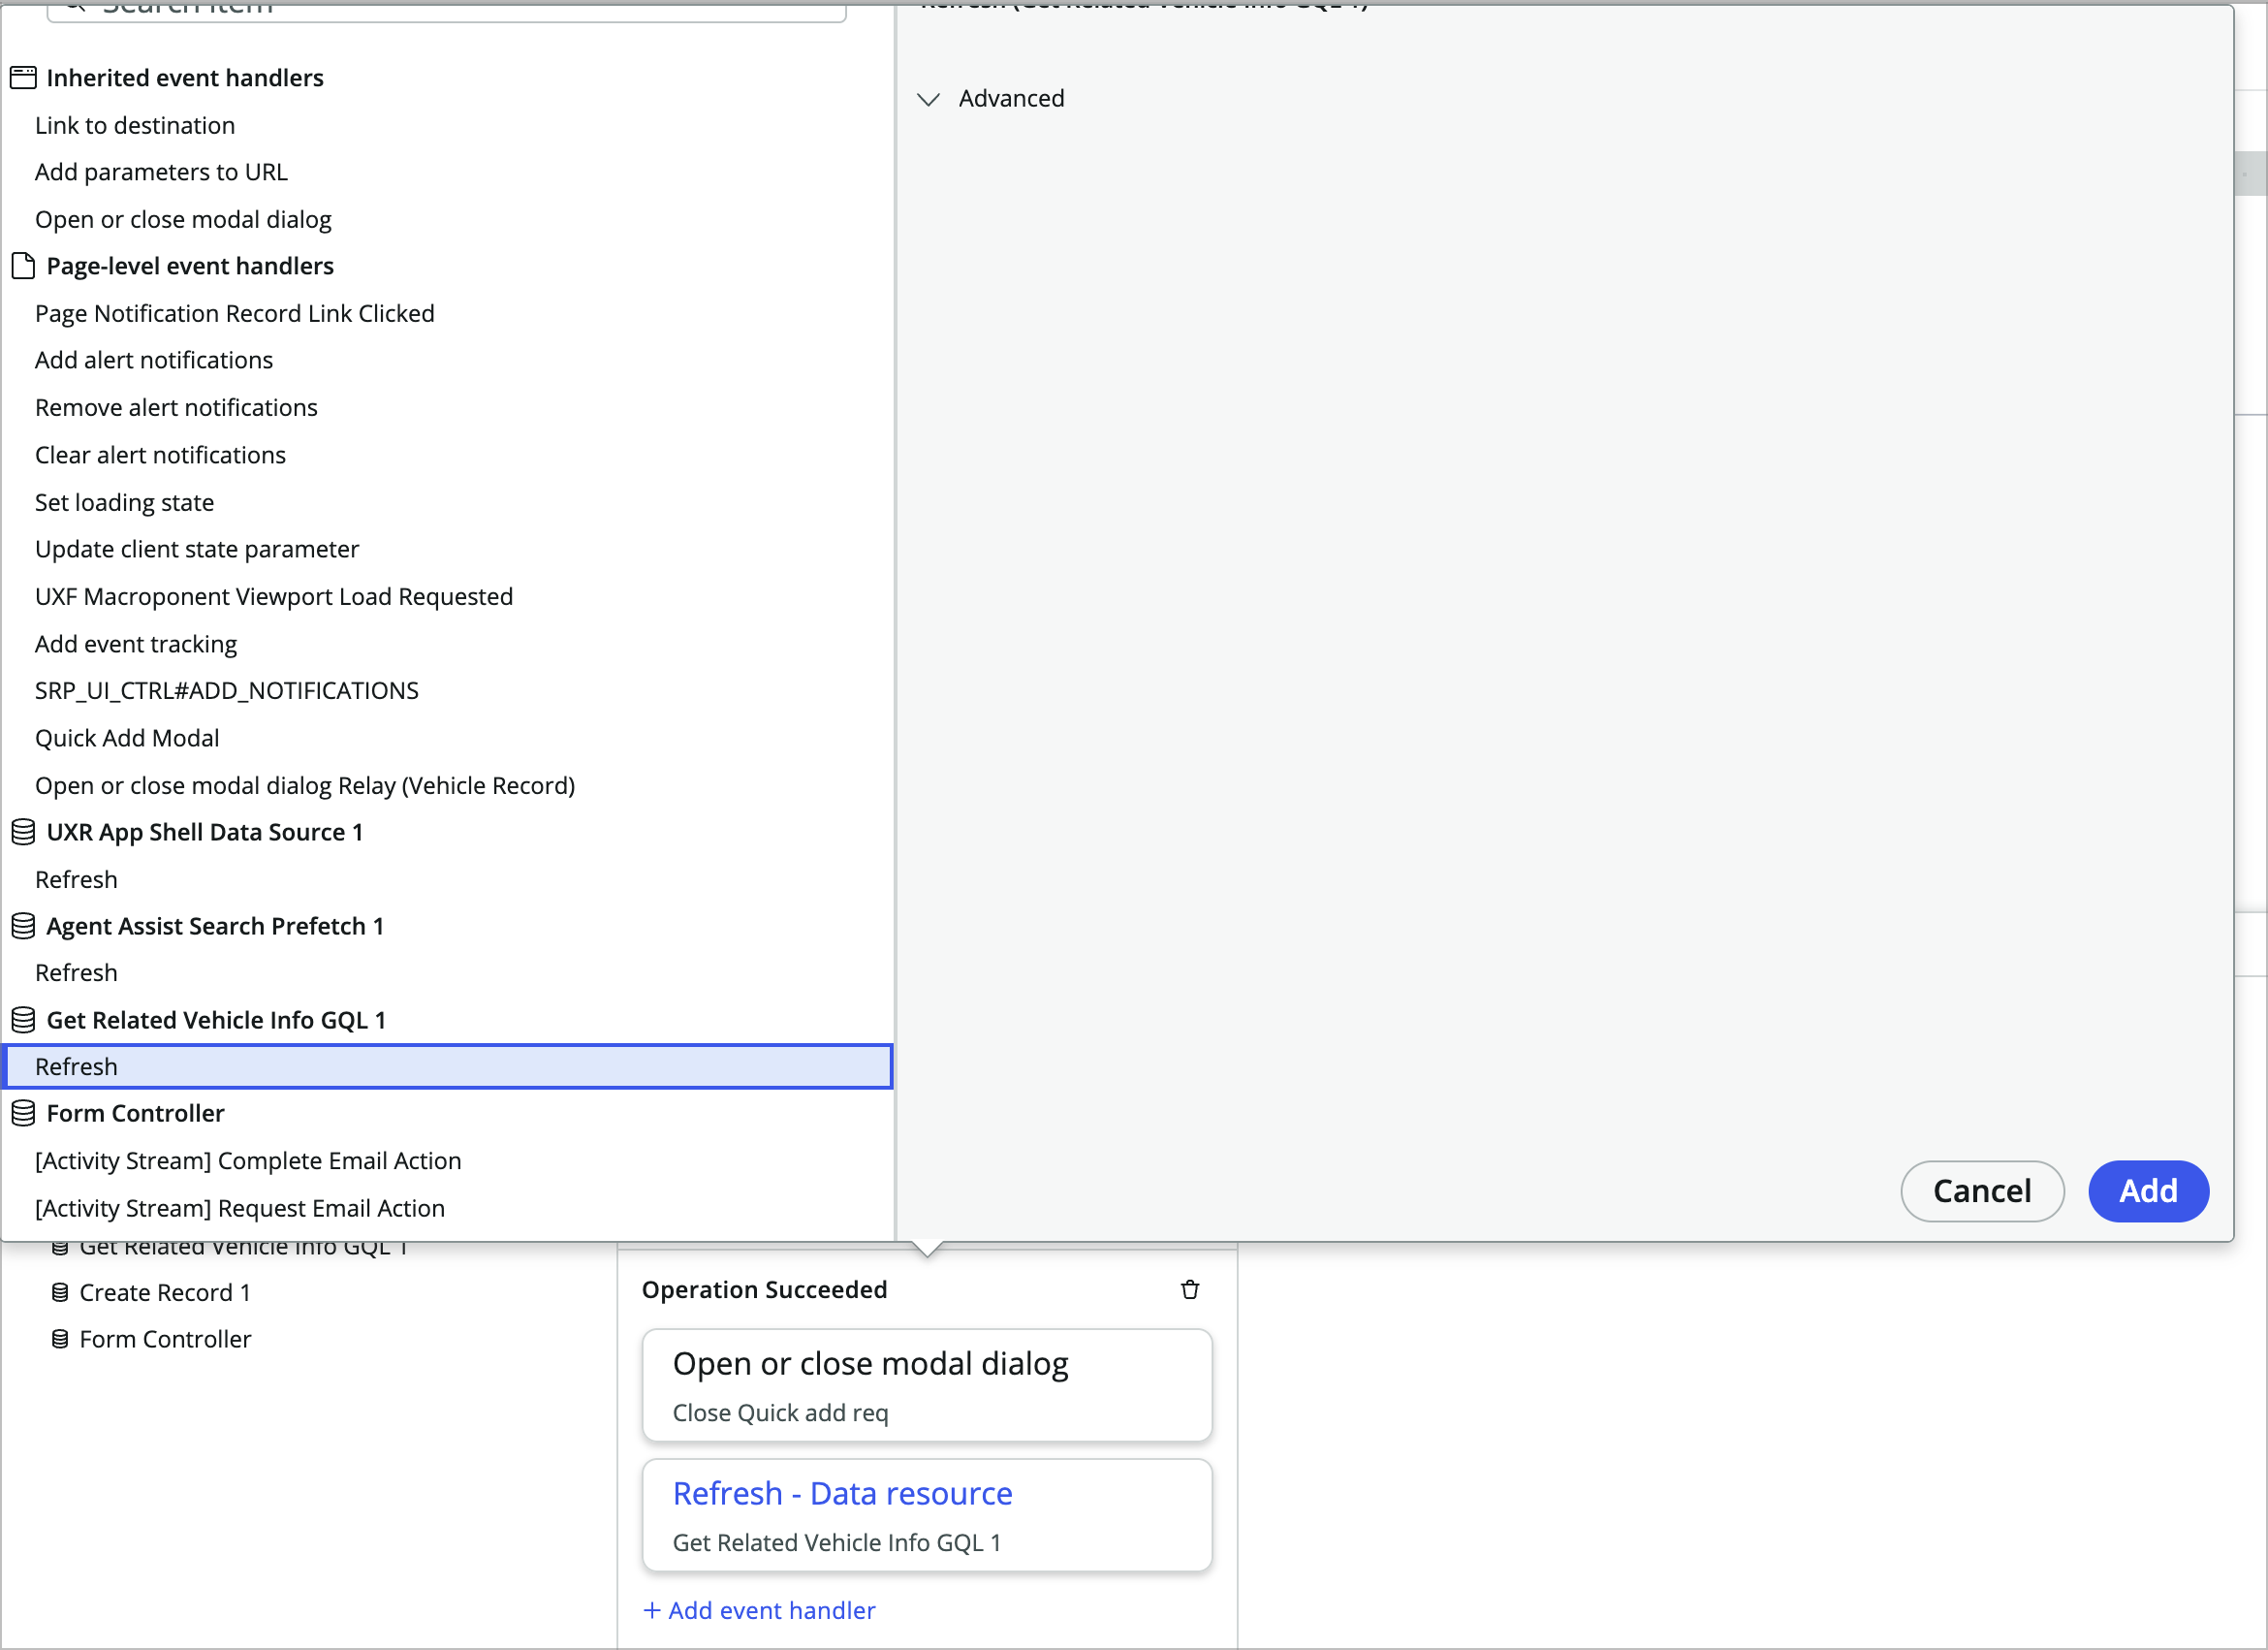 Search item
Refresh (Get Related Vehicle Info GQL 1)
Inherited event handlers
Link to destination
Add parameters to URL
Open or close modal dialog
Page-level event handlers
Page Notification Record Link Clicked
Add alert notifications
Remove alert notifications
Clear alert notifications
Set loading state
Update client state parameter
UXF Macroponent Viewport Load Requested
Add event tracking
SRP_UI_CTRL#ADD_NOTIFICATIONS
Quick Add Modal
Open or close modal dialog Relay (Vehicle Record)
UXR App Shell Data Source 1
Refresh
Agent Assist Search Prefetch 1
Refresh
Get Related Vehicle Info GQL 1
Refresh
Form Controller
[Activity Stream] Complete Email Action
[Activity Stream] Request Email Action
Advanced
Cancel
Add
Get Related Vehicle Info GQL 1
Create Record 1
Form Controller
Operation Succeeded
Open or close modal dialog
Close Quick add req
Refresh - Data resource
Get Related Vehicle Info GQL 1
+ Add event handler